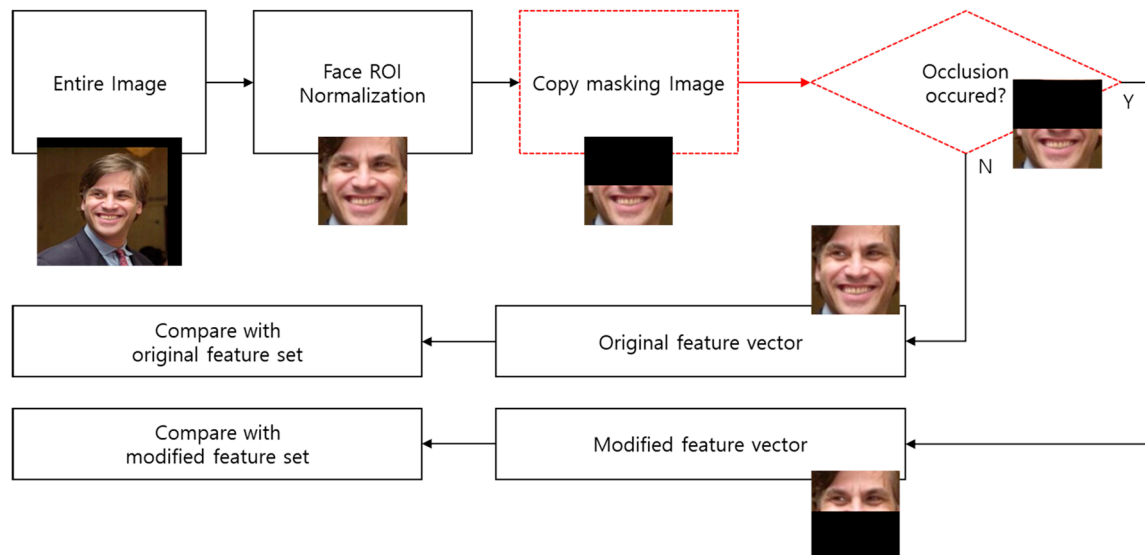 Entire Image
Face ROI
Normalization
Copy masking Image
Occlusion
occured?
Y
N
Compare with
original feature set
Original feature vector
Compare with
modified feature set
Modified feature vector